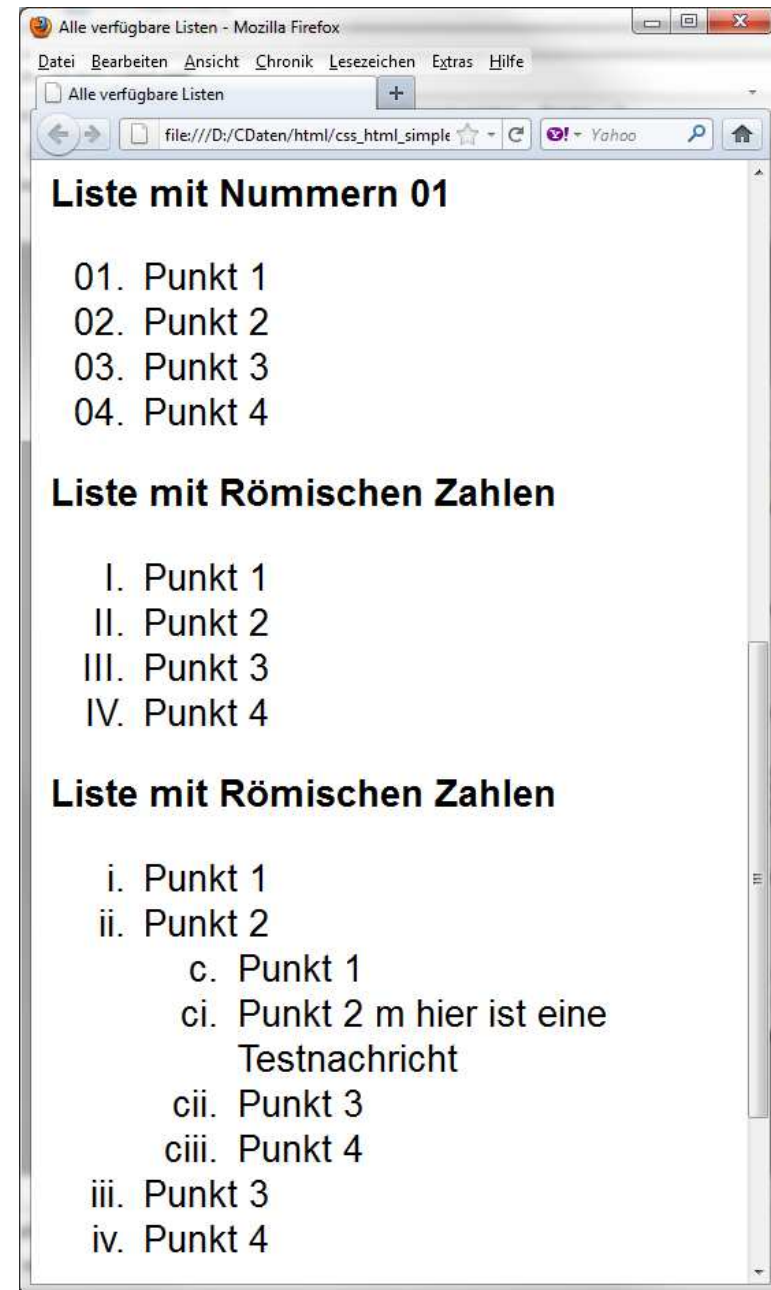 Alle verfügbare Listen - Mozilla Firefox
Datei Bearbeiten Ansicht Chronik Lesezeichen Extras Hilfe
Alle verfügbare Listen
file:///D:/CDaten/html/css_html_simple Yahoo
Liste mit Nummern 01
01. Punkt 1
02. Punkt 2
03. Punkt 3
04. Punkt 4
Liste mit Römischen Zahlen
I. Punkt 1
II. Punkt 2
III. Punkt 3
IV. Punkt 4
Liste mit Römischen Zahlen
i. Punkt 1
ii. Punkt 2
c. Punkt 1
ci. Punkt 2 m hier ist eine
Testnachricht
cii. Punkt 3
ciii. Punkt 4
iii. Punkt 3
iv. Punkt 4